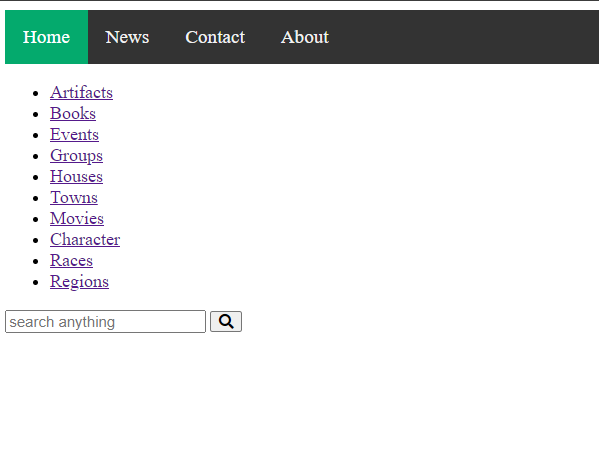 Home News Contact About
Artifacts
Books
Events
Groups
Houses
Towns
Movies
Character
Races
Regions
search anything